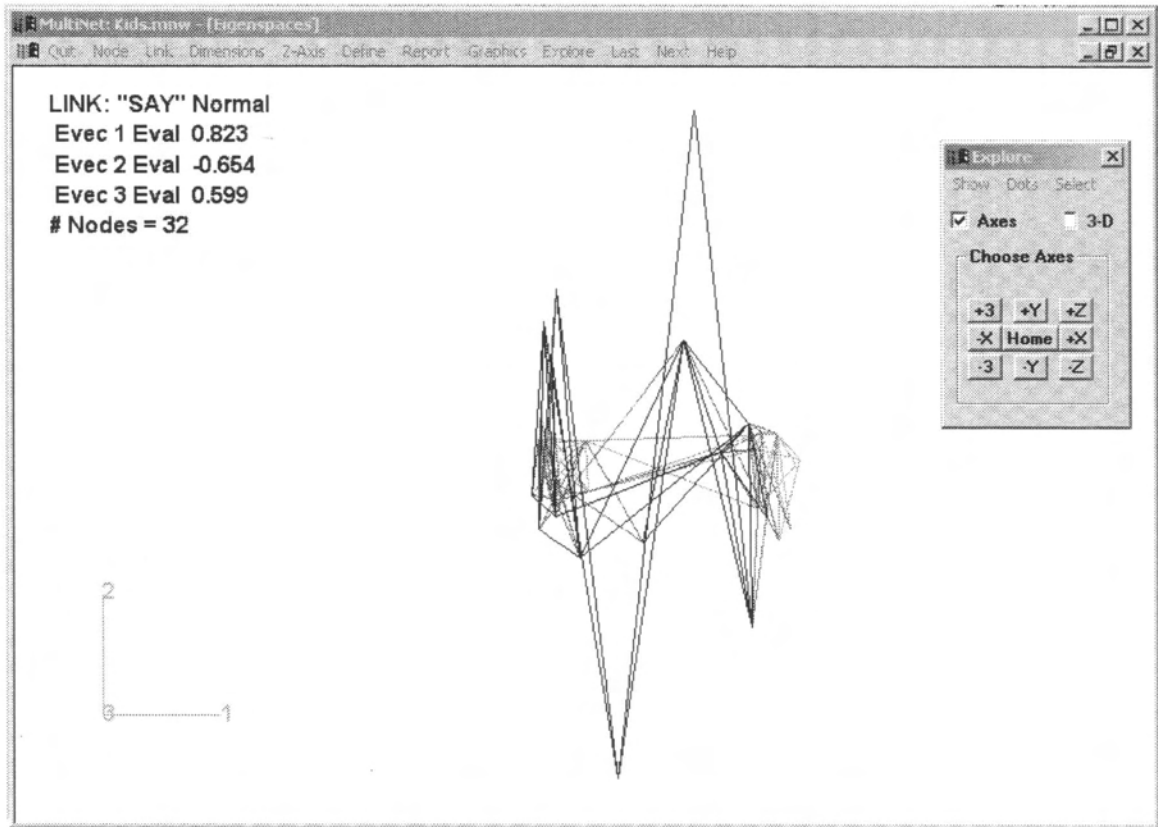 MultiNet: Kids.mnw - [Eigenspaces]
Quit Node Link Dimensions Z-Axis Define Report Graphics Explore Last Next Help
LINK: "SAY" Normal
Evec 1 Eval 0.823
Evec 2 Eval -0.654
Evec 3 Eval 0.599
# Nodes = 32
Explore
Show Dots Select
Axes 3-D
Choose Axes
+3 +Y +Z
-X Home +X
-3 -Y -Z
2
3 1